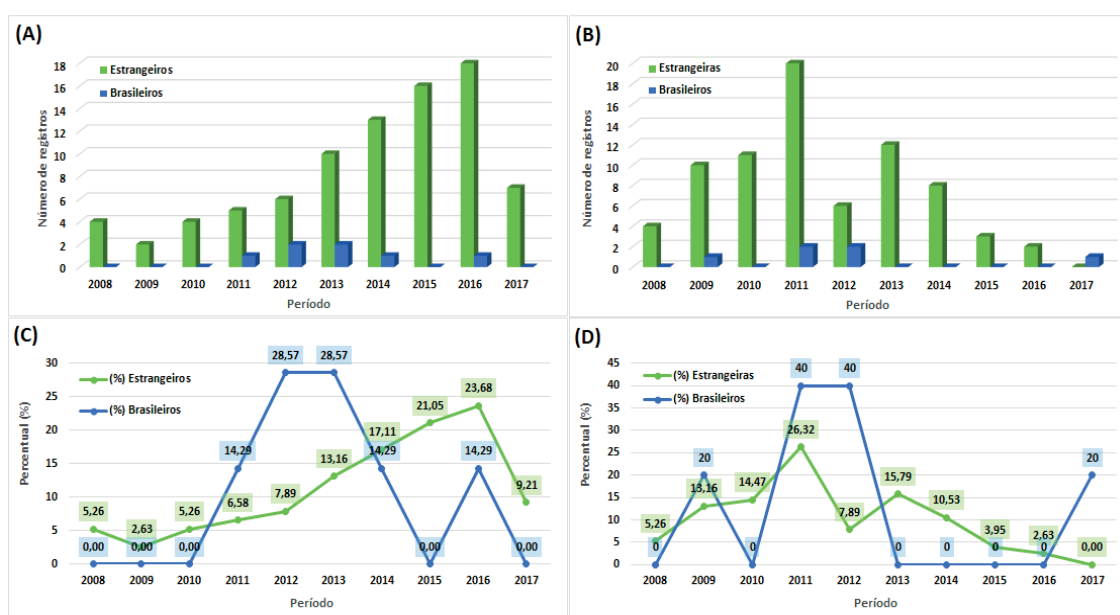 (A)
Número de registros
18
16
14
12
10
8
6
4
2
0
Estrangeiros
Brasileiros
2008 2009 2010 2011 2012 2013 2014 2015 2016 2017
Período
(B)
Número de registros
20
18
16
14
12
10
8
6
4
2
0
Estrangeiras
Brasileiros
2008 2009 2010 2011 2012 2013 2014 2015 2016 2017
Período
(C)
Percentual (%)
30
25
20
15
10
5
0
(%) Estrangeiros
(%) Brasileiros
5,26 2,63 5,26 6,58 7,89 13,16 17,11 21,05 23,68 9,21
0,00 0,00 0,00 14,29 28,57 28,57 14,29 0,00 14,29 0,00
2008 2009 2010 2011 2012 2013 2014 2015 2016 2017
Período
(D)
Percentual (%)
45
40
35
30
25
20
15
10
5
0
(%) Estrangeiras
(%) Brasileiros
5,26 13,16 14,47 26,32 7,89 15,79 10,53 3,95 2,63 0,00
0 20 0 40 40 0 0 0 0 20
2008 2009 2010 2011 2012 2013 2014 2015 2016 2017
Período